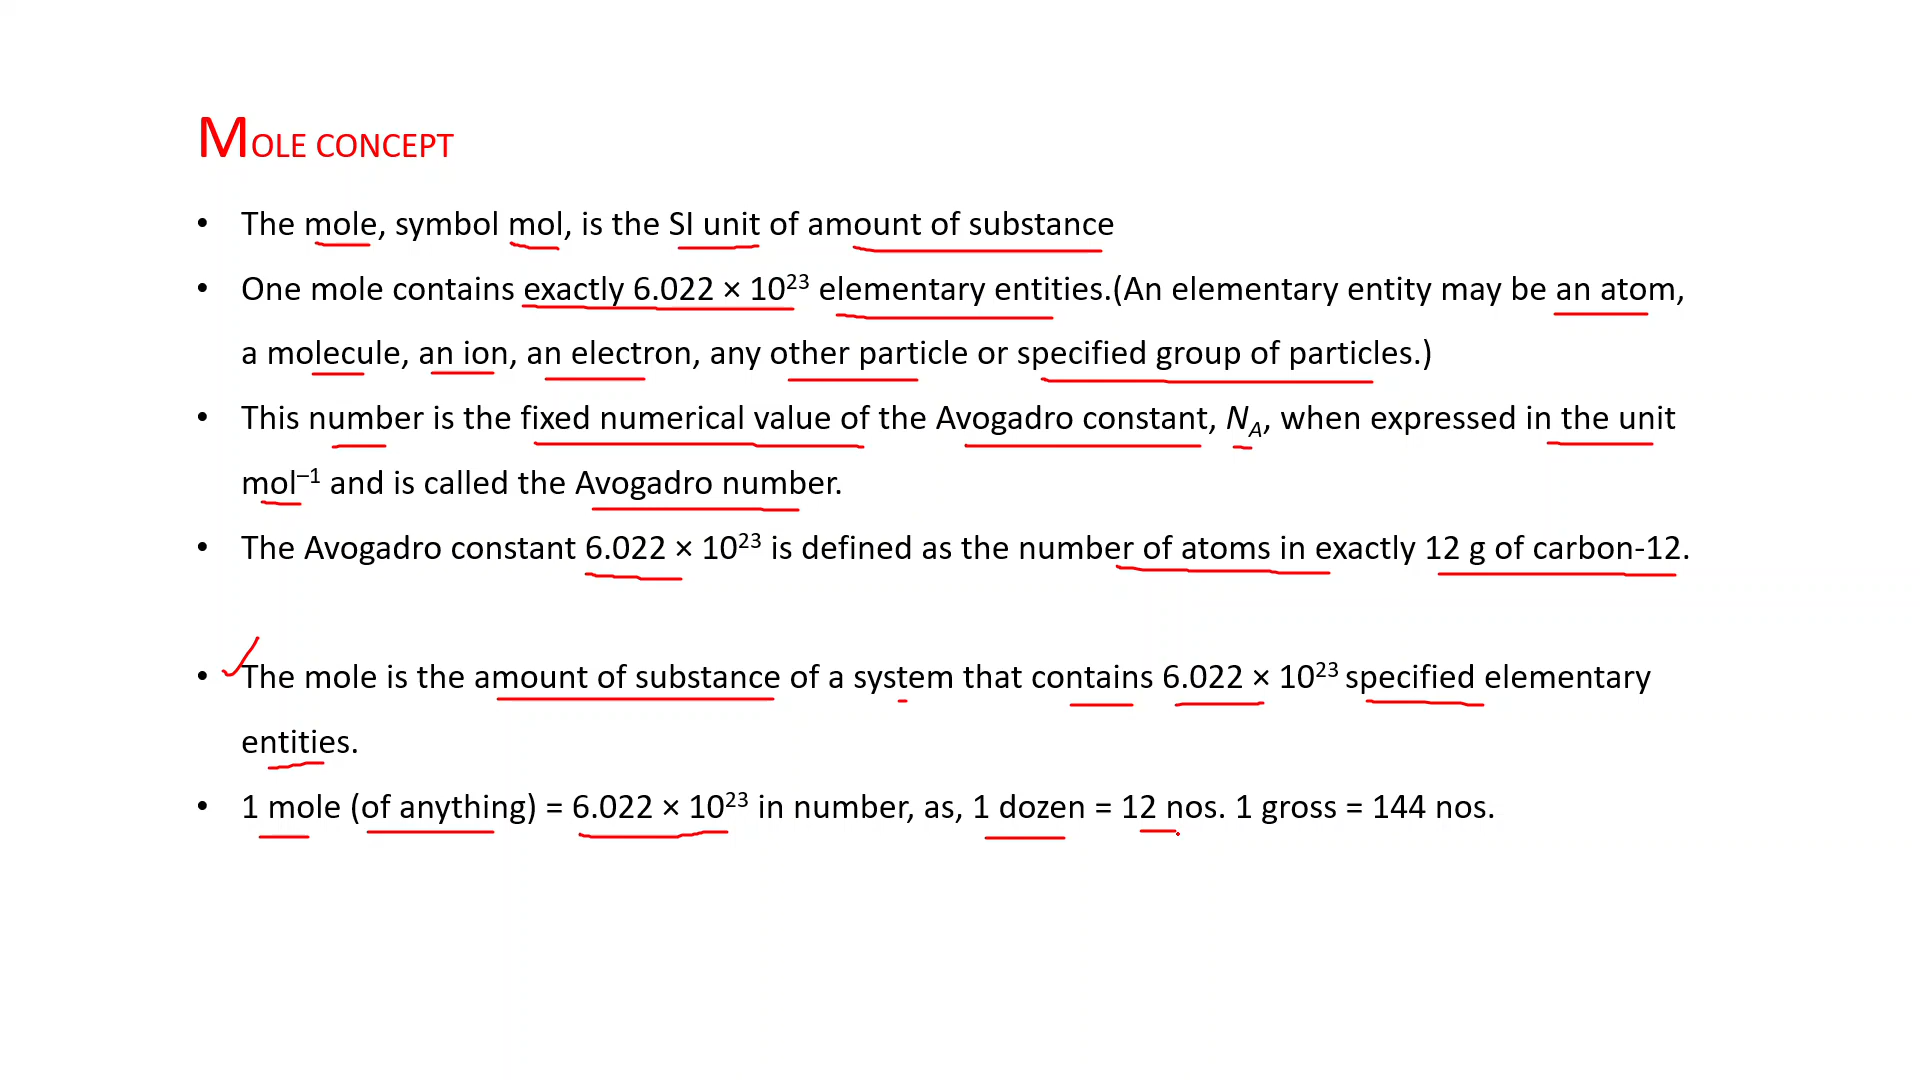 MOLE CONCEPT
• The mole, symbol mol, is the SI unit of amount of substance
• One mole contains exactly 6.022 × 10²³ elementary entities.(An elementary entity may be an atom,
a molecule, an ion, an electron, any other particle or specified group of particles.)
• This number is the fixed numerical value of the Avogadro constant, N_A, when expressed in the unit
mol⁻¹ and is called the Avogadro number.
• The Avogadro constant 6.022 × 10²³ is defined as the number of atoms in exactly 12 g of carbon-12.
• The mole is the amount of substance of a system that contains 6.022 × 10²³ specified elementary
entities.
• 1 mole (of anything) = 6.022 × 10²³ in number, as, 1 dozen = 12 nos. 1 gross = 144 nos.